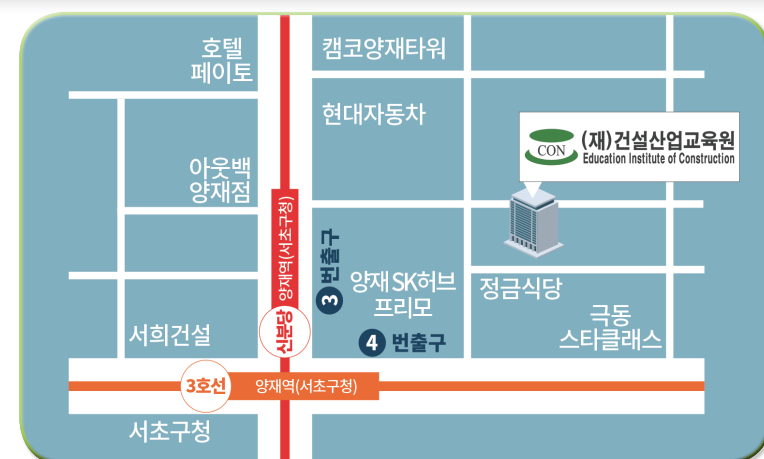 호텔
페이토
캠코양재타워
현대자동차
CON
(재)건설산업교육원
Education Institute of Construction
아웃백
양재점
양재역(서초구청)
신분당
3 번출구
양재 SK허브
프리모
정금식당
극동
스타클래스
서희건설
4 번출구
3호선
양재역(서초구청)
서초구청